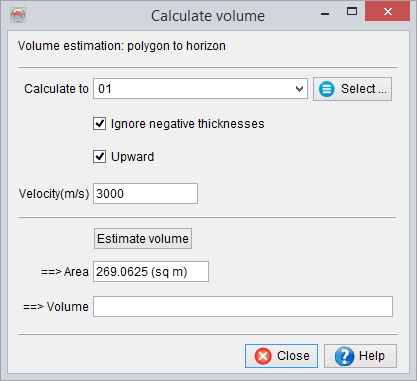 Calculate volume
Volume estimation: polygon to horizon
Calculate to 01 Select ...
Ignore negative thicknesses
Upward
Velocity(m/s) 3000
Estimate volume
==> Area 269.0625 (sq m)
==> Volume
Close Help